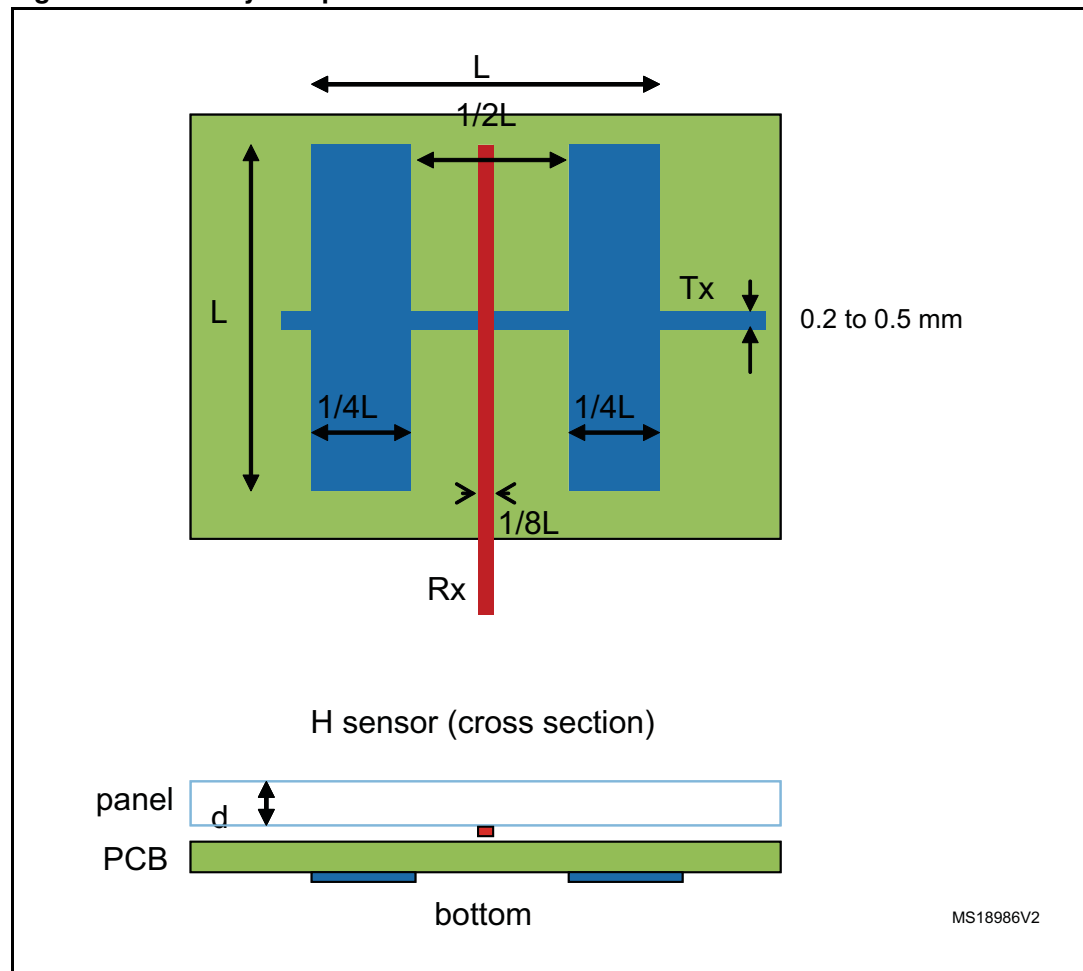 L
1/2L
Tx
L
0.2 to 0.5 mm
1/4L
1/4L
1/8L
Rx
H sensor (cross section)
panel
d
PCB
bottom
MS18986V2